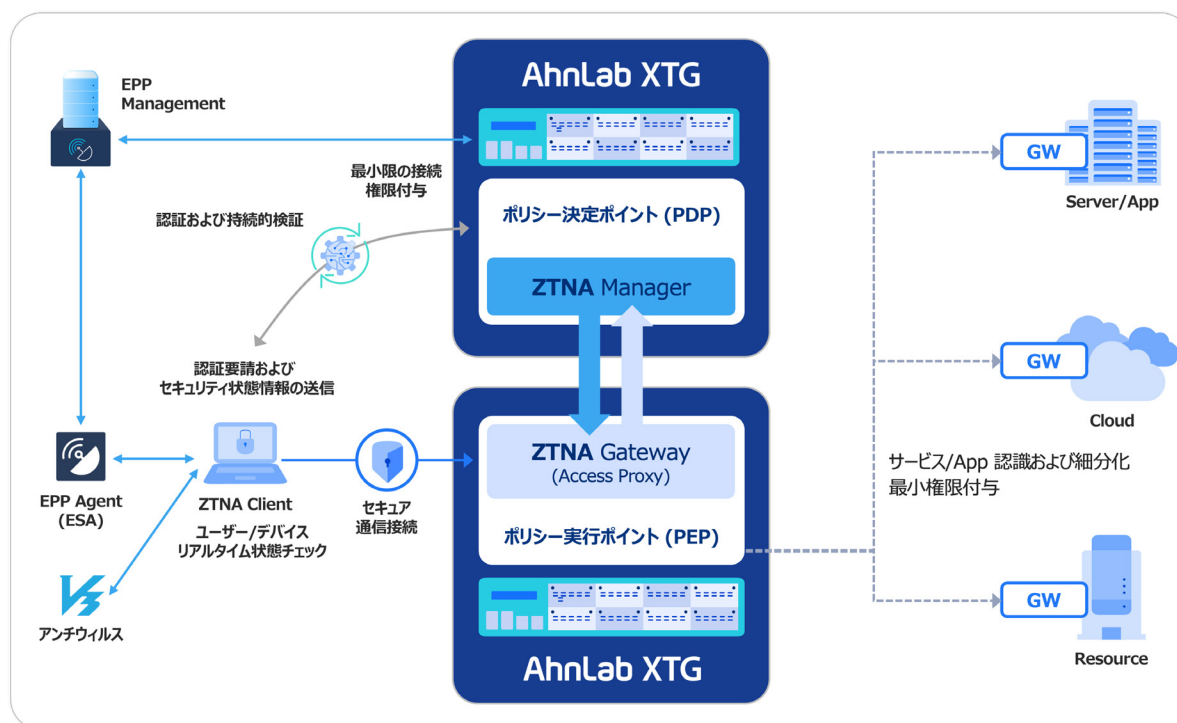 AhnLab XTG
EPP
Management
最小限の接続
権限付与
認証および持続的検証
ポリシー決定ポイント (PDP)
ZTNA Manager
認証要請および
セキュリティ状態情報の送信
EPP Agent
(ESA)
ZTNA Client
ユーザー/デバイス
リアルタイム状態チェック
アンチウィルス
セキュア
通信接続
ZTNA Gateway
(Access Proxy)
ポリシー実行ポイント (PEP)
AhnLab XTG
GW
Server/App
GW
Cloud
サービス/App 認識および細分化
最小権限付与
GW
Resource